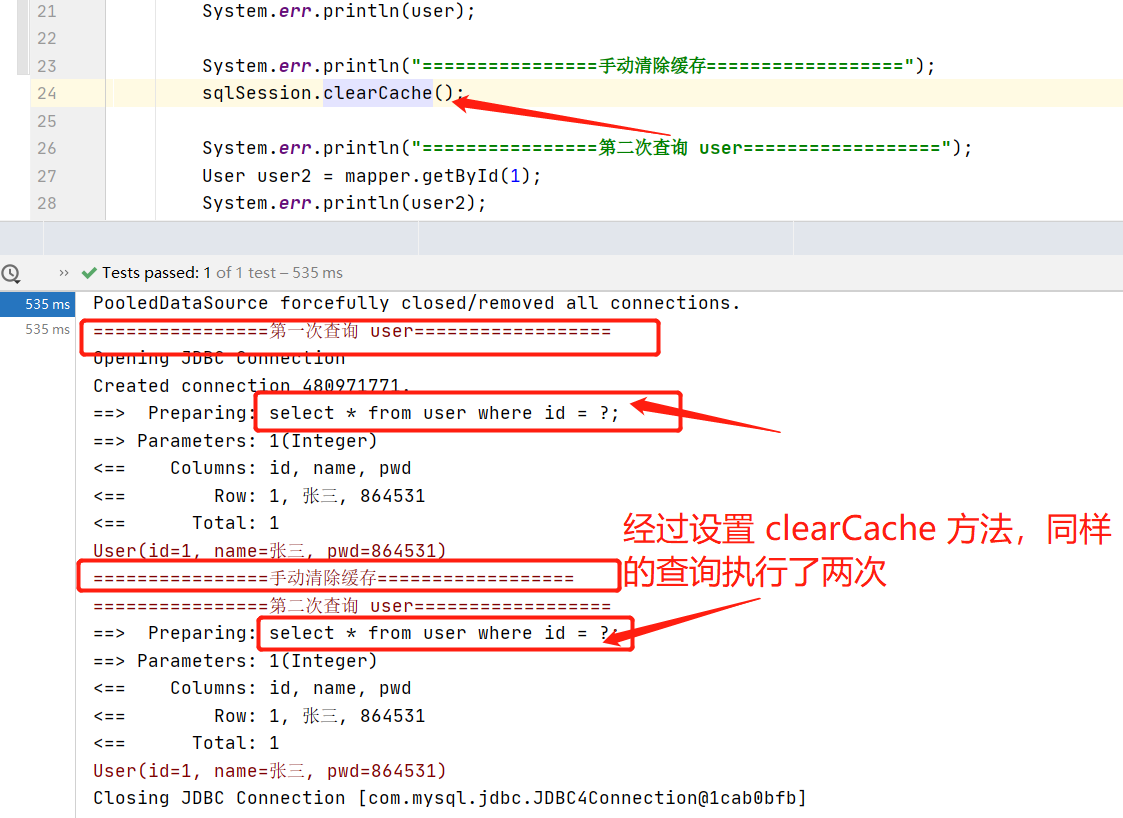 21 System.err.println(user);
22
23 System.err.println("================手动清除缓存==================");
24 sqlSession.clearCache();
25
26 System.err.println("================第二次查询 user==================");
27 User user2 = mapper.getById(1);
28 System.err.println(user2);
» Tests passed: 1 of 1 test – 535 ms
535 ms PooledDataSource forcefully closed/removed all connections.
535 ms ================第一次查询 user==================
Opening JDBC Connection
Created connection 480971771.
==>  Preparing: select * from user where id = ?;
==> Parameters: 1(Integer)
<==    Columns: id, name, pwd
<==        Row: 1, 张三, 864531
<==      Total: 1
User(id=1, name=张三, pwd=864531)
经过设置 clearCache 方法，同样
的查询执行了两次
================手动清除缓存==================
================第二次查询 user==================
==>  Preparing: select * from user where id = ?;
==> Parameters: 1(Integer)
<==    Columns: id, name, pwd
<==        Row: 1, 张三, 864531
<==      Total: 1
User(id=1, name=张三, pwd=864531)
Closing JDBC Connection [com.mysql.jdbc.JDBC4Connection@1cab0bfb]